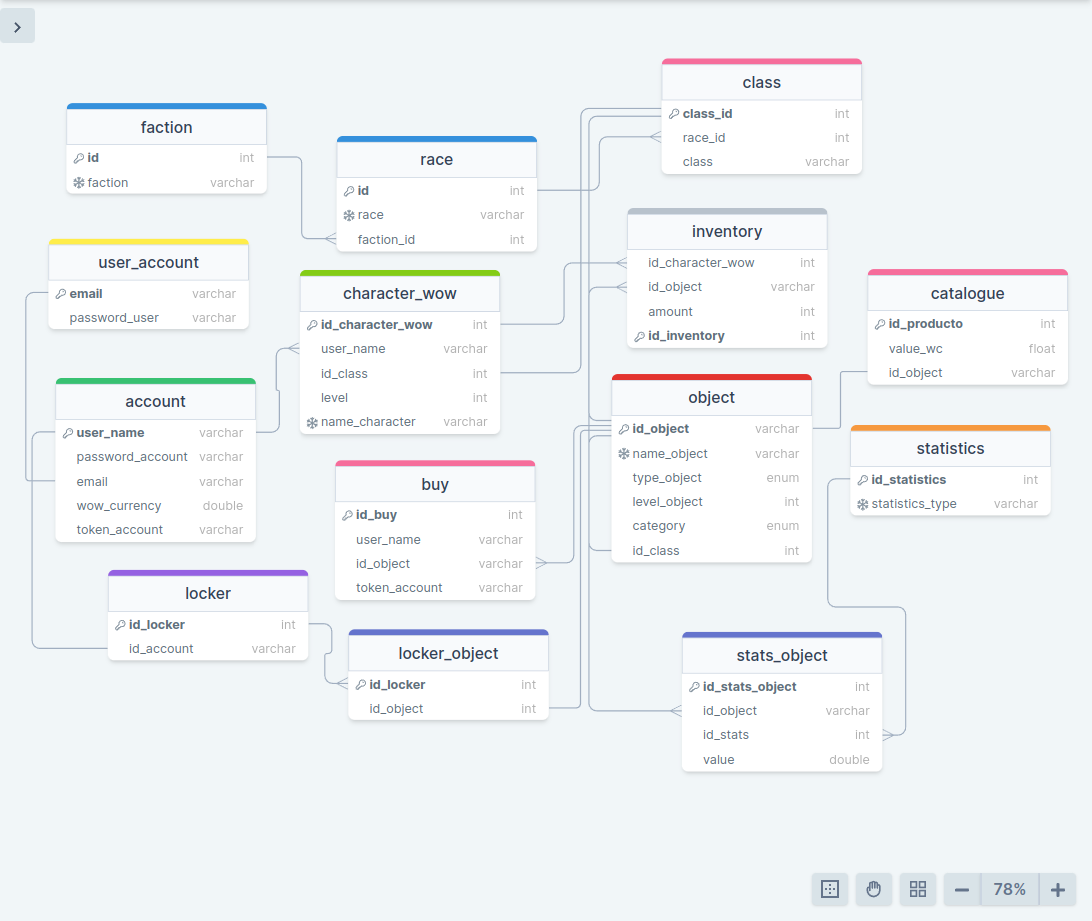 class
class_id int
race_id int
class varchar
faction
id int
faction varchar
race
id int
race varchar
faction_id int
inventory
id_character_wow int
id_object varchar
amount int
id_inventory int
user_account
email varchar
password_user varchar
character_wow
id_character_wow int
user_name varchar
id_class int
level int
name_character varchar
catalogue
id_producto int
value_wc float
id_object varchar
account
user_name varchar
password_account varchar
email varchar
wow_currency double
token_account varchar
object
id_object varchar
name_object varchar
type_object enum
level_object int
category enum
id_class int
statistics
id_statistics int
statistics_type varchar
buy
id_buy int
user_name varchar
id_object varchar
token_account varchar
locker
id_locker int
id_account varchar
locker_object
id_locker int
id_object int
stats_object
id_stats_object int
id_object varchar
id_stats int
value double
78%